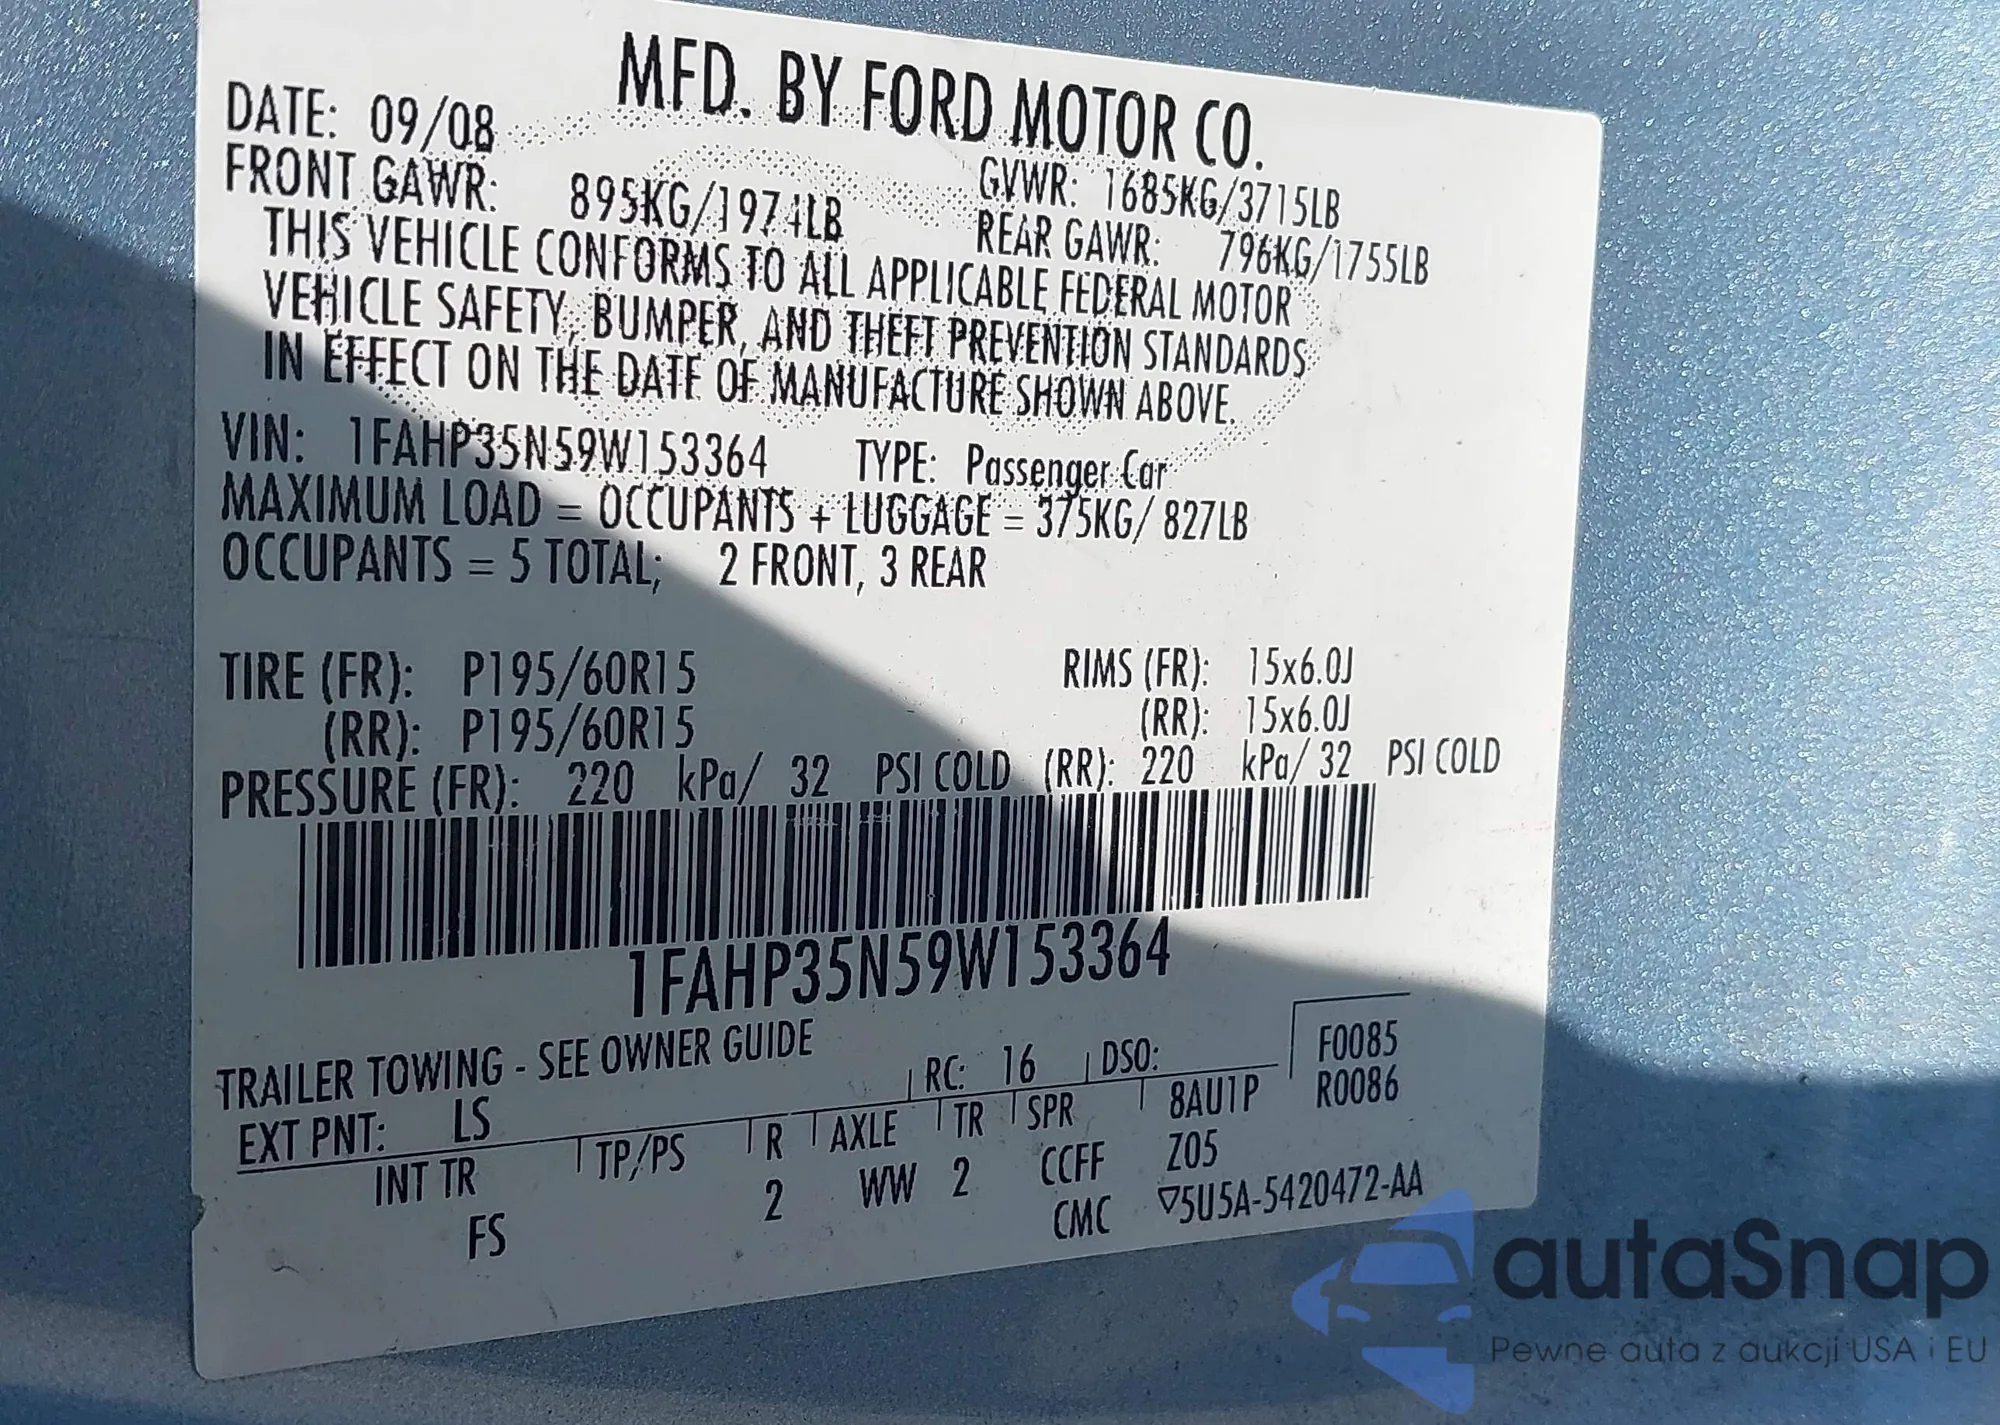 MFD. BY FORD MOTOR CO.
DATE: 09/08
GVWR: 1685KG/3715LB
FRONT GAWR: 895KG/1974LB
REAR GAWR: 796KG/1755LB
THIS VEHICLE CONFORMS TO ALL APPLICABLE FEDERAL MOTOR
VEHICLE SAFETY, BUMPER, AND THEFT PREVENTION STANDARDS
IN EFFECT ON THE DATE OF MANUFACTURE SHOWN ABOVE.
VIN: 1FAHP35N59W153364 TYPE: Passenger Car
MAXIMUM LOAD = OCCUPANTS + LUGGAGE = 375KG/ 827LB
OCCUPANTS = 5 TOTAL; 2 FRONT, 3 REAR
TIRE (FR): P195/60R15 RIMS (FR): 15x6.0J
(RR): P195/60R15 (RR): 15x6.0J
PRESSURE (FR): 220 kPa/ 32 PSI COLD (RR): 220 kPa/ 32 PSI COLD
1FAHP35N59W153364
TRAILER TOWING - SEE OWNER GUIDE
RC: 16 DSO: F0085
EXT PNT: LS R0086
INT TR TP/PS R AXLE TR SPR 8AU1P
FS 2 WW 2 CCFF Z05
CMC ▽5U5A-5420472-AA
autaSnap
Pewne auta z aukcji USA i EU